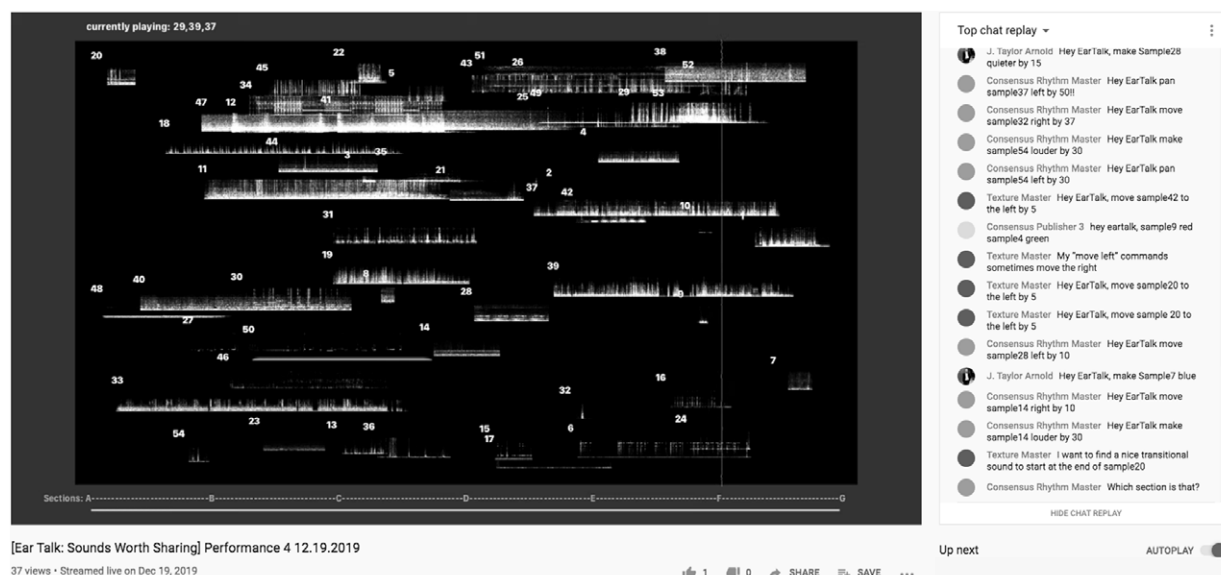 currently playing: 29,39,37
20
22
51
38
45
43
26
52
5
34
47
12
41
25
49
29
53
18
4
44
3
35
11
21
2
37
42
31
10
19
8
39
40
30
28
9
48
27
50
14
46
7
33
32
16
23
13
36
24
54
15
17
6
Sections: A B C D E F G
[Ear Talk: Sounds Worth Sharing] Performance 4 12.19.2019
37 views • Streamed live on Dec 19, 2019
1 0 SHARE SAVE
Top chat replay
J. Taylor Arnold Hey EarTalk, make Sample28
quieter by 15
Consensus Rhythm Master Hey EarTalk pan
sample37 left by 50!!
Consensus Rhythm Master Hey EarTalk move
sample32 right by 37
Consensus Rhythm Master Hey EarTalk make
sample54 louder by 30
Consensus Rhythm Master Hey EarTalk pan
sample54 left by 30
Texture Master Hey EarTalk, move sample42 to
the left by 5
Consensus Publisher 3 hey eartalk, sample9 red
sample4 green
Texture Master My "move left" commands
sometimes move the right
Texture Master Hey EarTalk, move sample20 to
the left by 5
Texture Master Hey EarTalk, move sample 20 to
the left by 5
Consensus Rhythm Master Hey EarTalk move
sample28 left by 10
J. Taylor Arnold Hey EarTalk, make Sample7 blue
Consensus Rhythm Master Hey EarTalk move
sample14 right by 10
Consensus Rhythm Master Hey EarTalk make
sample14 louder by 30
Texture Master I want to find a nice transitional
sound to start at the end of sample20
Consensus Rhythm Master Which section is that?
HIDE CHAT REPLAY
Up next
AUTOPLAY